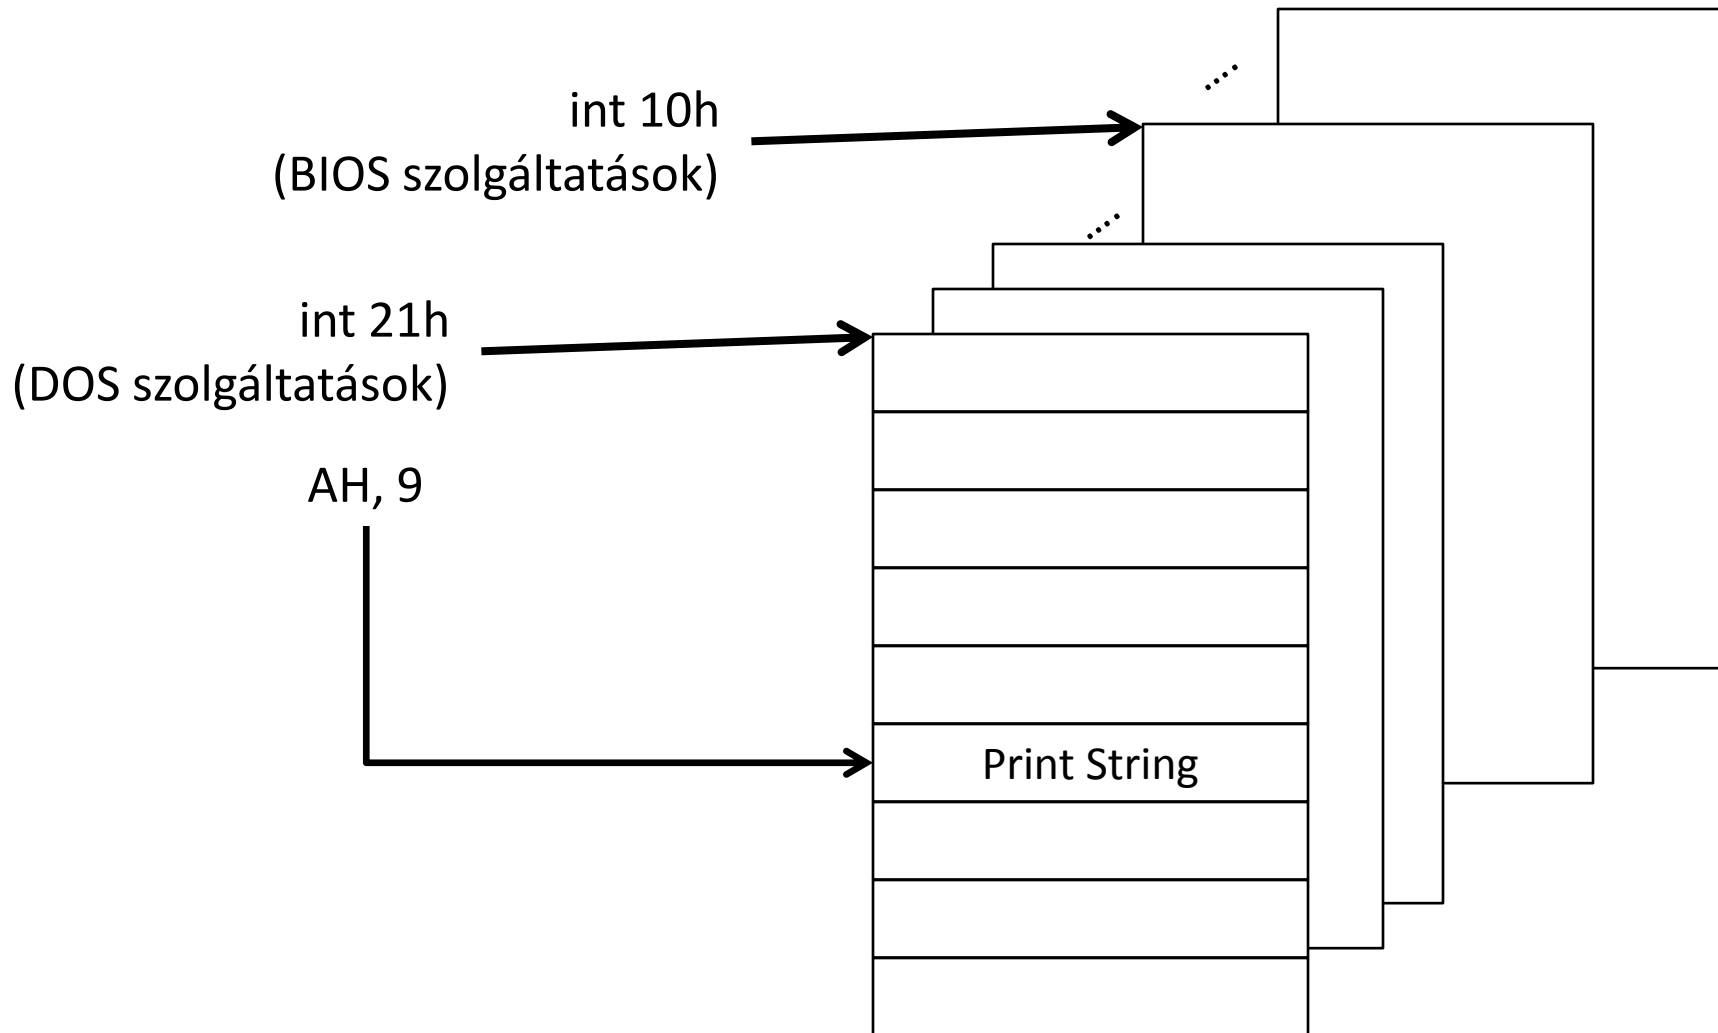 int 10h
(BIOS szolgáltatások)
int 21h
(DOS szolgáltatások)
AH, 9
Print String